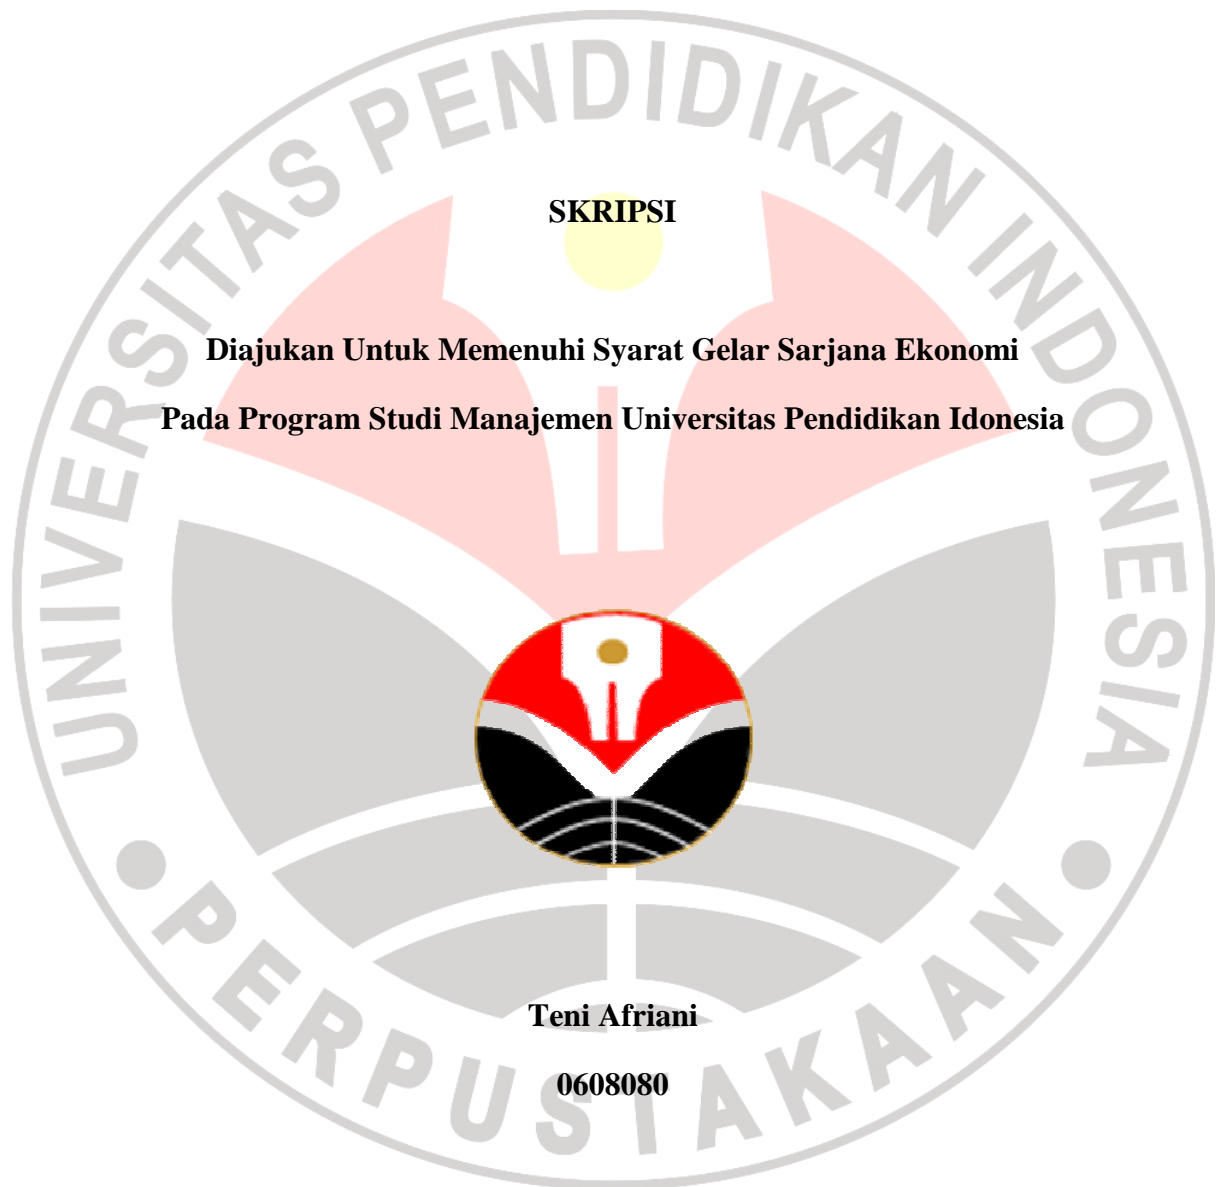 UNIVERSITAS PENDIDIKAN INDONESIA
SKRIPSI
Diajukan Untuk Memenuhi Syarat Gelar Sarjana Ekonomi
Pada Program Studi Manajemen Universitas Pendidikan Idonesia
Teni Afriani
0608080
PERPUSTAKAAN